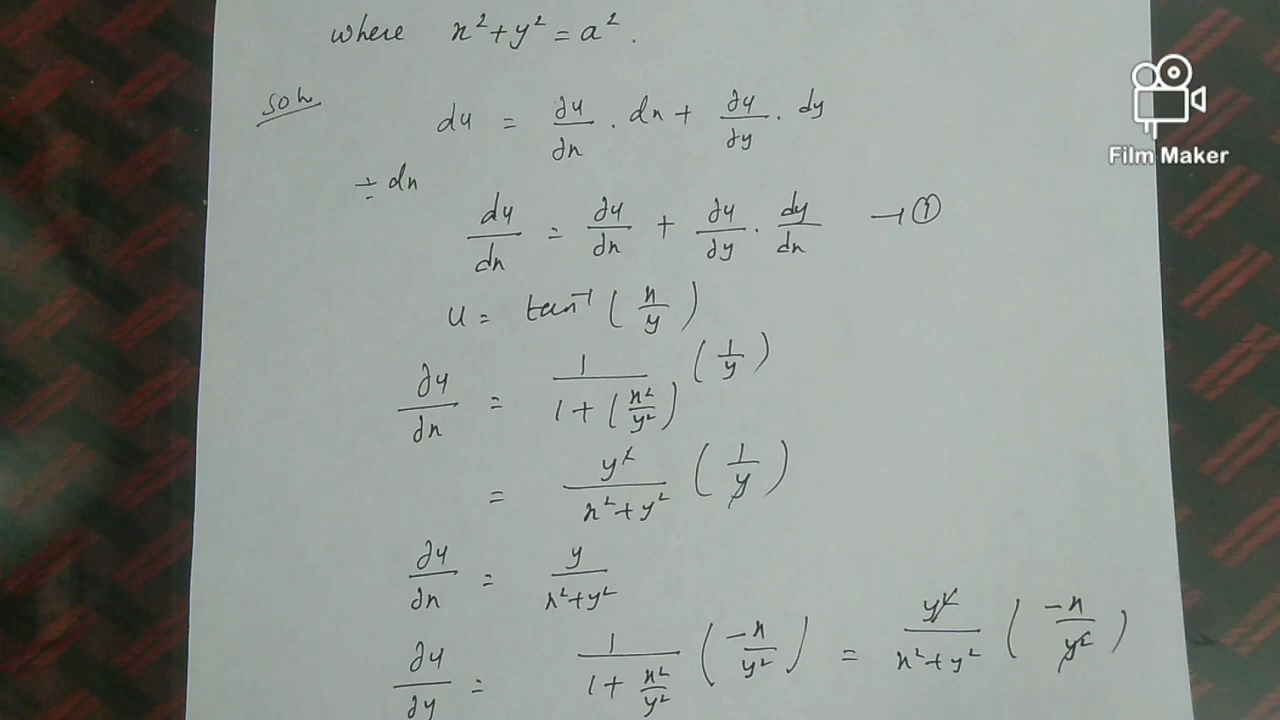 where x² + y² = a².
Film Maker
Soln
du = ∂u/∂x . dx + ∂u/∂y . dy
÷ dx
du/dx = ∂u/∂x + ∂u/∂y . dy/dx → ①
u = tan⁻¹ (x/y)
∂u/∂x = 1/(1 + (x²/y²)) (1/y)
= y²/(x² + y²) (1/y)
∂u/∂x = y/(x² + y²)
∂u/∂y = 1/(1 + x²/y²) (-x/y²) = y²/(x² + y²) (-x/y²)